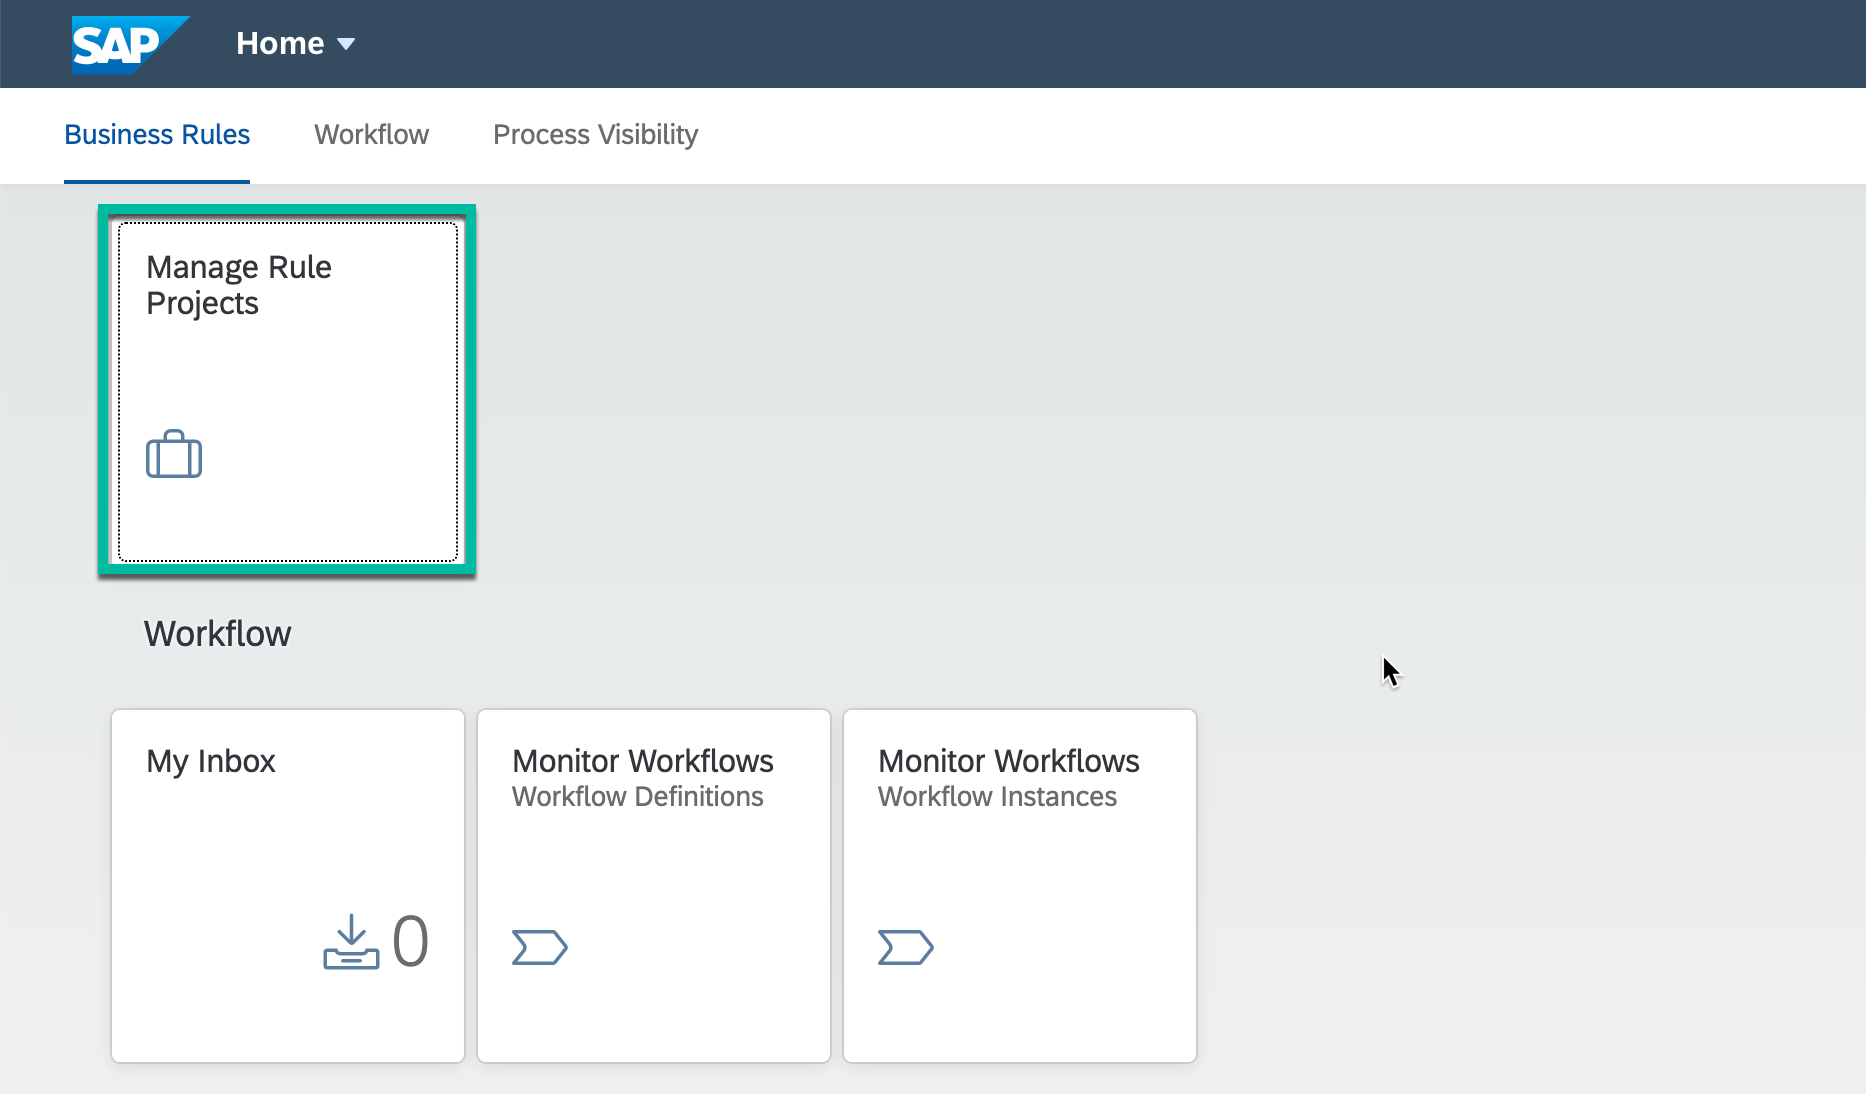 SAP Home
Business Rules Workflow Process Visibility
Manage Rule
Projects
Workflow
My Inbox
0
Monitor Workflows
Workflow Definitions
Monitor Workflows
Workflow Instances